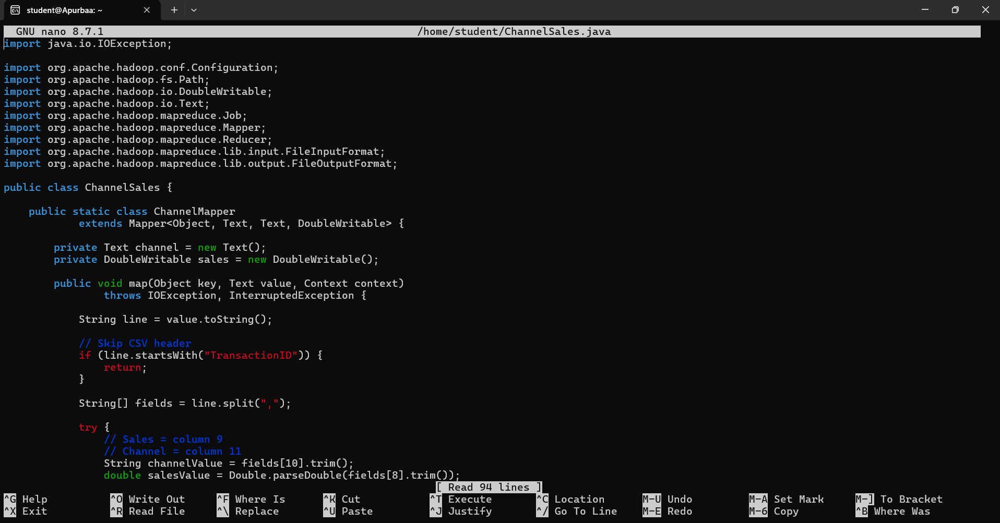 student@Apurbaa: ~
GNU nano 8.7.1 /home/student/ChannelSales.java
import java.io.IOException;

import org.apache.hadoop.conf.Configuration;
import org.apache.hadoop.fs.Path;
import org.apache.hadoop.io.DoubleWritable;
import org.apache.hadoop.io.Text;
import org.apache.hadoop.mapreduce.Job;
import org.apache.hadoop.mapreduce.Mapper;
import org.apache.hadoop.mapreduce.Reducer;
import org.apache.hadoop.mapreduce.lib.input.FileInputFormat;
import org.apache.hadoop.mapreduce.lib.output.FileOutputFormat;

public class ChannelSales {

    public static class ChannelMapper
            extends Mapper<Object, Text, Text, DoubleWritable> {

        private Text channel = new Text();
        private DoubleWritable sales = new DoubleWritable();

        public void map(Object key, Text value, Context context)
                throws IOException, InterruptedException {

            String line = value.toString();

            // Skip CSV header
            if (line.startsWith("TransactionID")) {
                return;
            }

            String[] fields = line.split(",");

            try {
                // Sales = column 9
                // Channel = column 11
                String channelValue = fields[10].trim();
                double salesValue = Double.parseDouble(fields[8].trim());
[ Read 94 lines ]
^G Help ^O Write Out ^F Where Is ^K Cut ^T Execute ^C Location M-U Undo M-A Set Mark M-] To Bracket
^X Exit ^R Read File ^\ Replace ^U Paste ^J Justify ^/ Go To Line M-E Redo M-6 Copy ^B Where Was